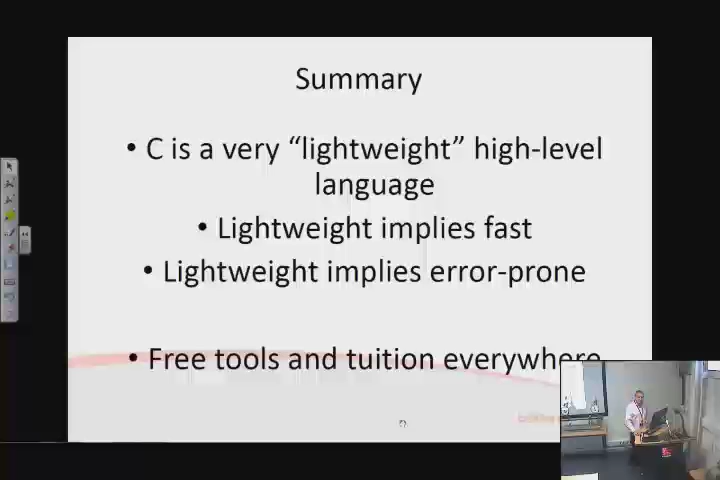 Summary
• C is a very “lightweight” high-level
language
• Lightweight implies fast
• Lightweight implies error-prone
• Free tools and tuition everywhere